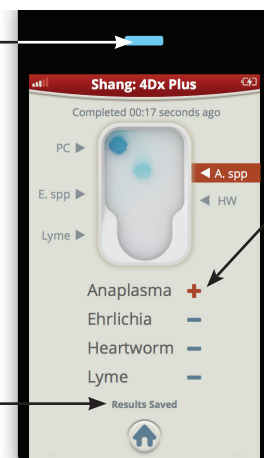 Shang: 4Dx Plus
Completed 00:17 seconds ago
PC
A. spp
E. spp
HW
Lyme
Anaplasma +
Ehrlichia –
Heartworm –
Lyme –
Results Saved